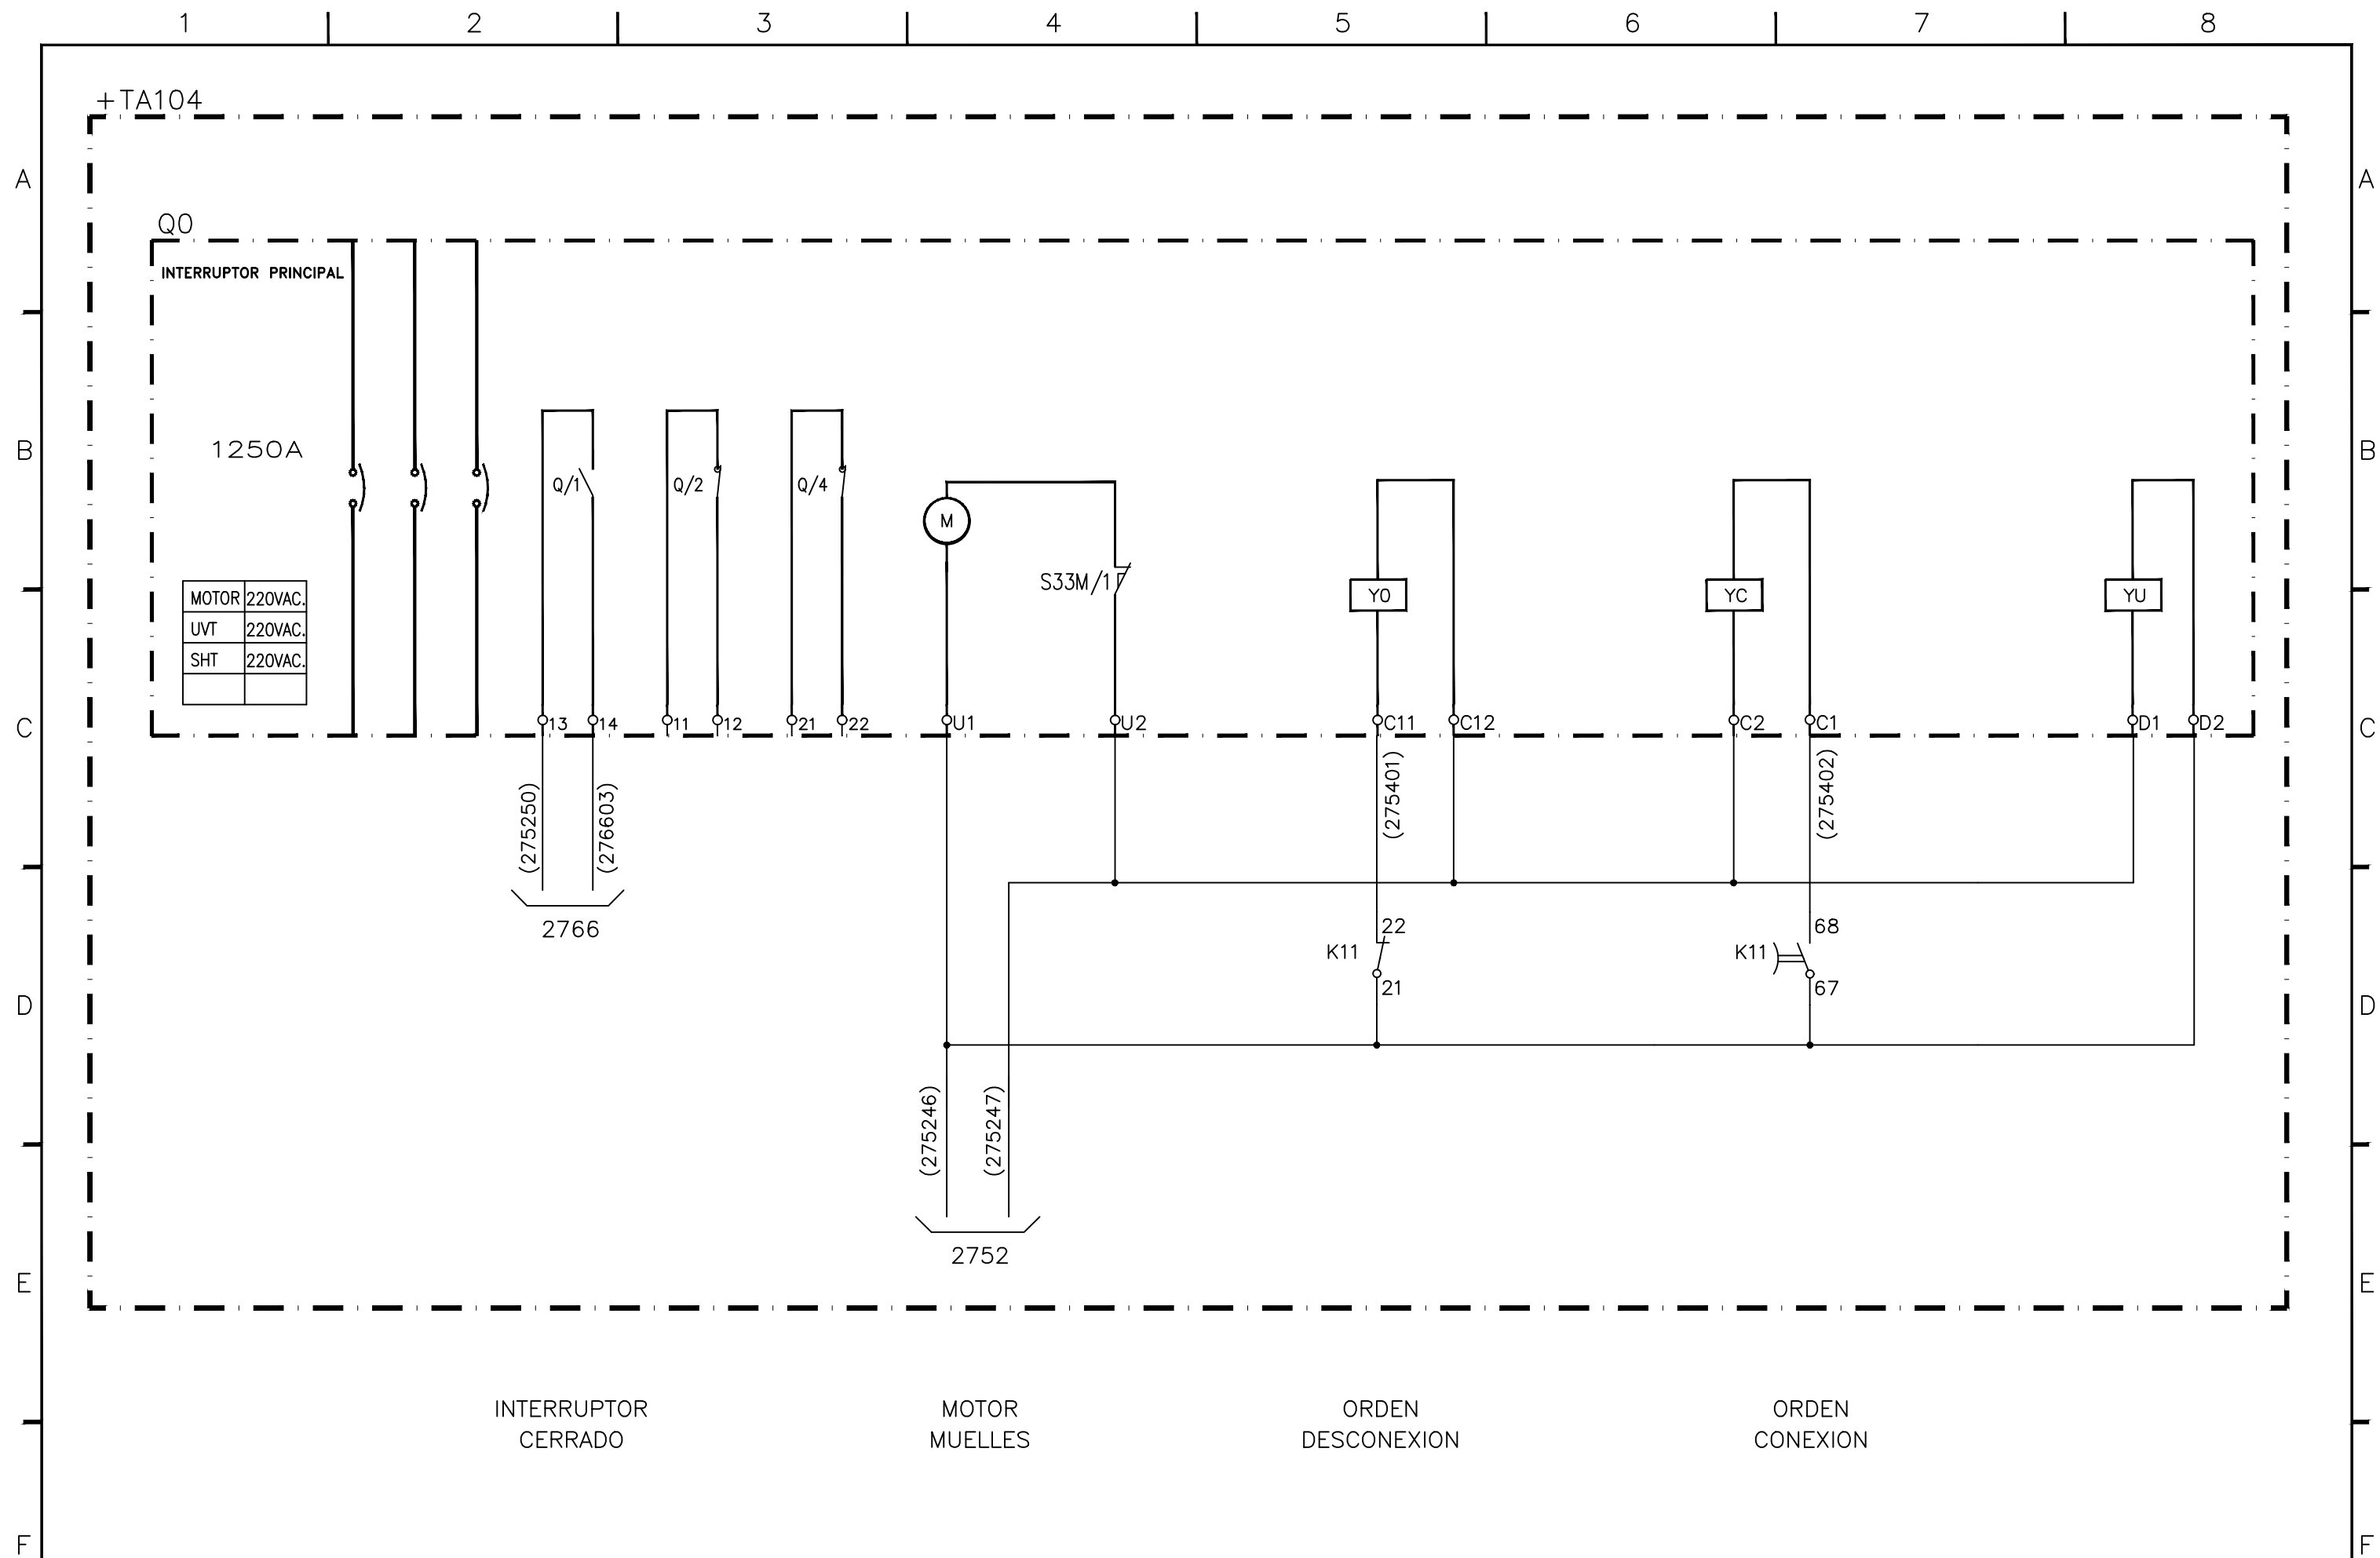 1 2 3 4 5 6 7 8
+TA104
A A
Q0
INTERRUPTOR PRINCIPAL
B 1250A B
Q/1 Q/2 Q/4
M
S33M/1
YO YC YU
MOTOR 220VAC.
UVT 220VAC.
SHT 220VAC.
C 13 14 11 12 21 22 U1 U2 C11 C12 C2 C1 D1 D2 C
(275250) (276603) (275401) (275402)
2766
22 68
K11 K11
21 67
D D
(275246) (275247)
2752
E E
INTERRUPTOR MOTOR ORDEN ORDEN
CERRADO MUELLES DESCONEXION CONEXION
F F